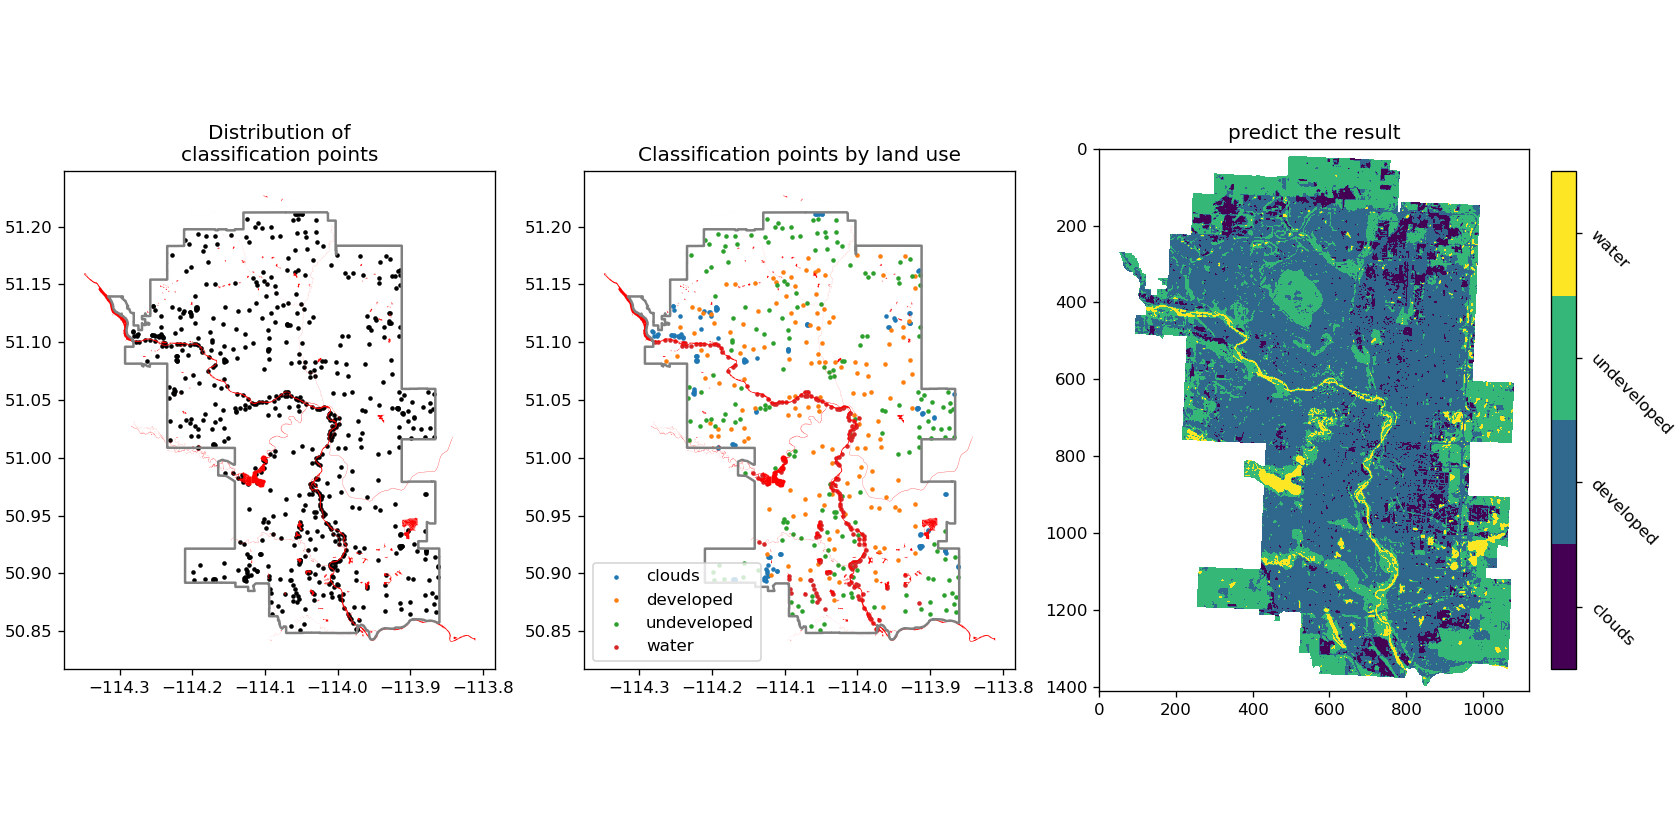 Distribution of
classification points
51.20
51.15
51.10
51.05
51.00
50.95
50.90
50.85
−114.3 −114.2 −114.1 −114.0 −113.9 −113.8
Classification points by land use
51.20
51.15
51.10
51.05
51.00
50.95
50.90
50.85
clouds
developed
undeveloped
water
−114.3 −114.2 −114.1 −114.0 −113.9 −113.8
predict the result
0
200
400
600
800
1000
1200
1400
0 200 400 600 800 1000
water
undeveloped
developed
clouds